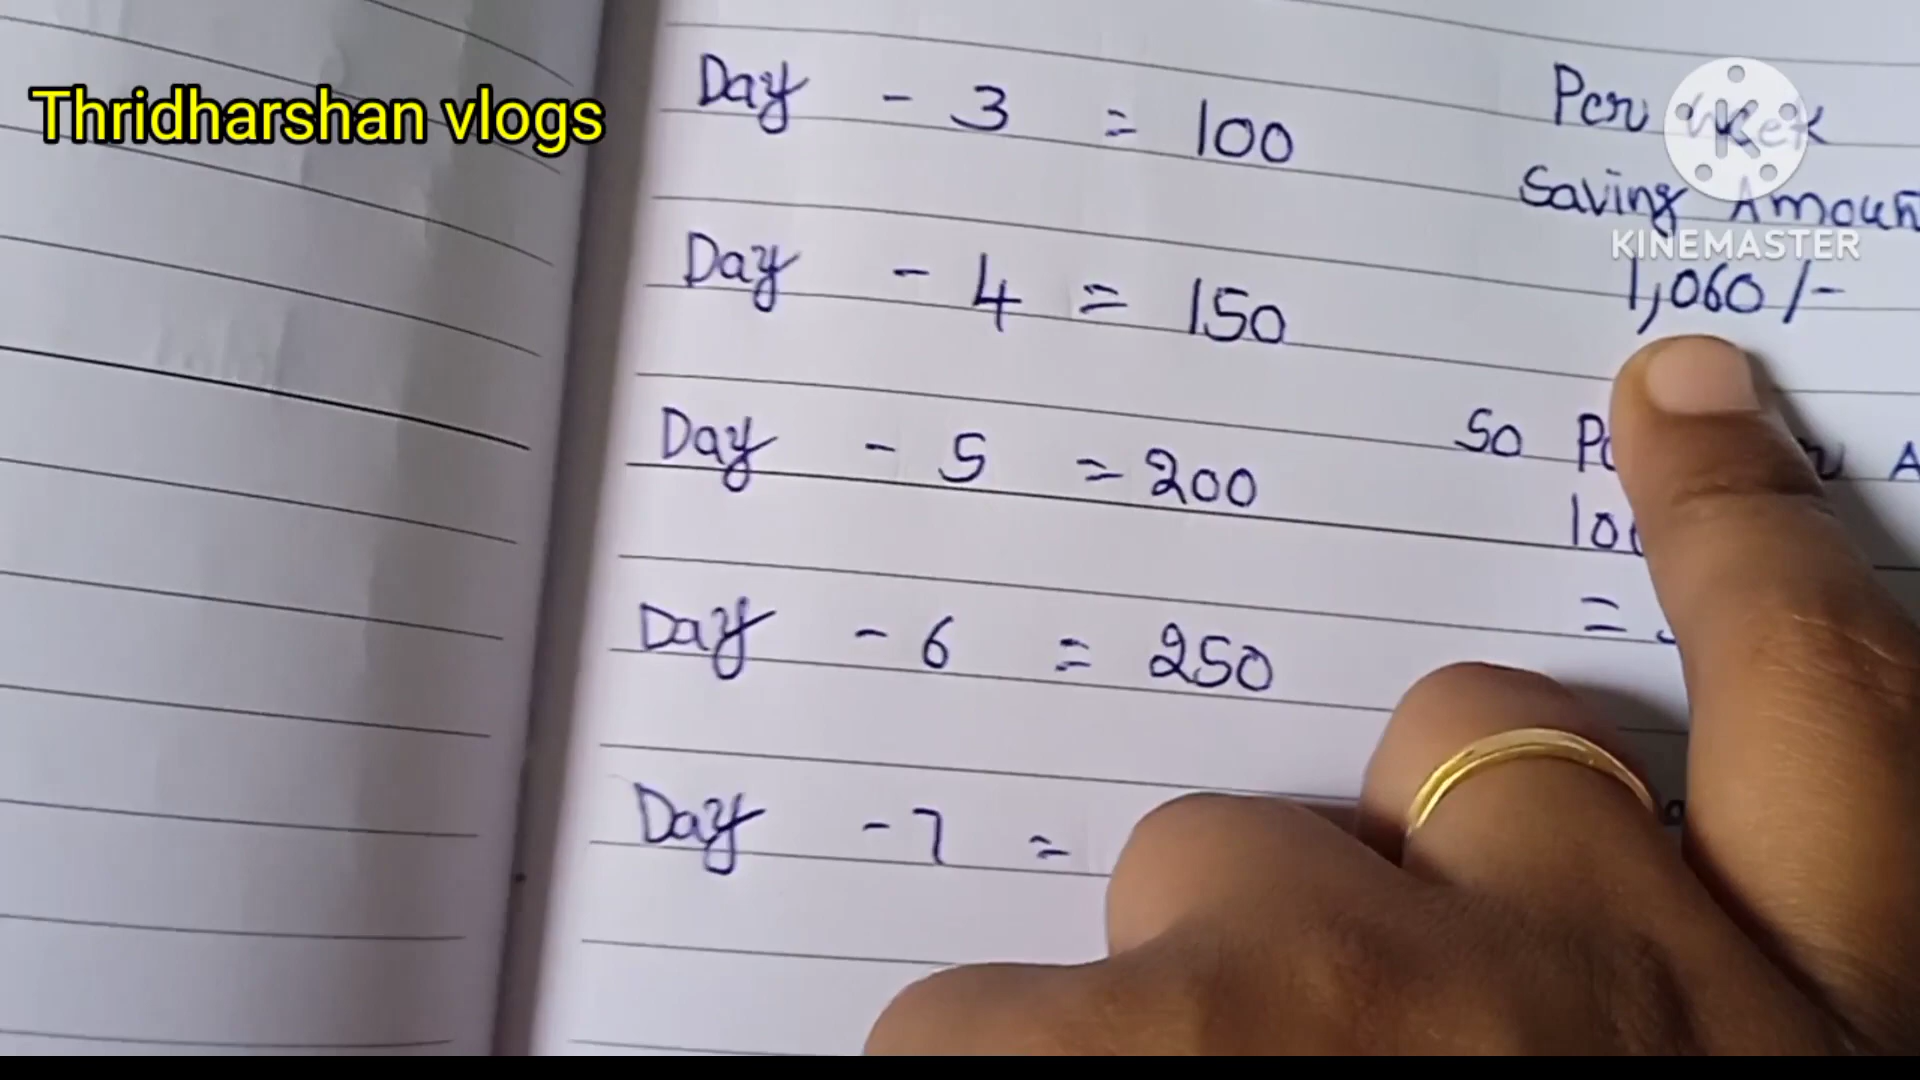 Thridharshan vlogs
Day - 3 = 100
Day - 4 = 150
Day - 5 = 200
Day - 6 = 250
Day - 7 =
Per
Saving Amoun
1,060/-
So
=
KINEMASTER